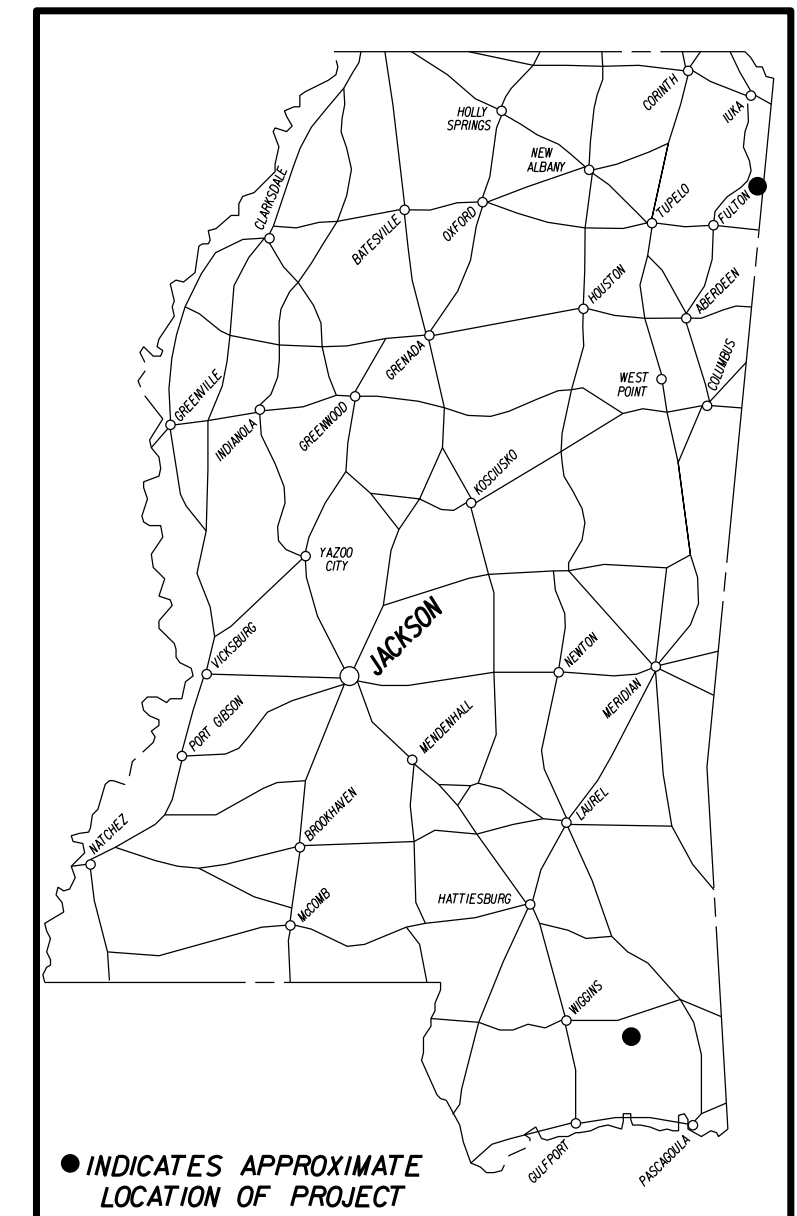 CORINTH
IUKA
HOLLY
SPRINGS
NEW
ALBANY
CLARKSDALE
BATESVILLE
OXFORD
TUPELO
FULTON
HOUSTON
ABERDEEN
GRENADA
WEST
POINT
COLUMBUS
GREENVILLE
INDIANOLA
GREENWOOD
KOSCIUSKO
YAZOO
CITY
JACKSON
VICKSBURG
NEWTON
MERIDIAN
PORT GIBSON
MENDENHALL
NATCHEZ
BROOKHAVEN
LAUREL
McCOMB
HATTIESBURG
WIGGINS
GULFPORT
PASCAGOULA
INDICATES APPROXIMATE
LOCATION OF PROJECT